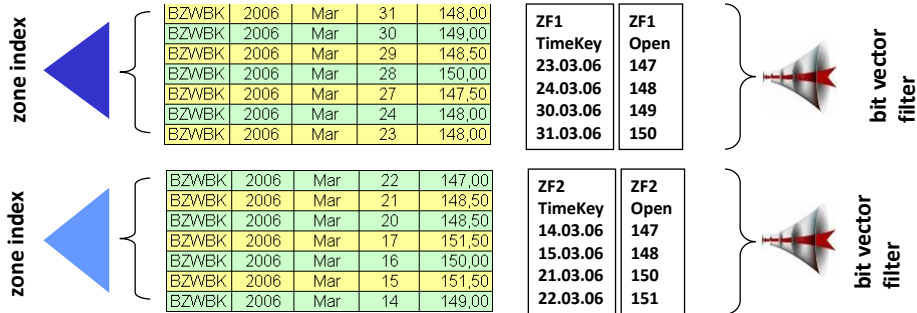 zone index
BZWBK 2006 Mar 31 148,00
BZWBK 2006 Mar 30 149,00
BZWBK 2006 Mar 29 148,50
BZWBK 2006 Mar 28 150,00
BZWBK 2006 Mar 27 147,50
BZWBK 2006 Mar 24 148,00
BZWBK 2006 Mar 23 148,00
ZF1
TimeKey
23.03.06
24.03.06
30.03.06
31.03.06
ZF1
Open
147
148
149
150
bit vector
filter
zone index
BZWBK 2006 Mar 22 147,00
BZWBK 2006 Mar 21 148,50
BZWBK 2006 Mar 20 148,50
BZWBK 2006 Mar 17 151,50
BZWBK 2006 Mar 16 150,00
BZWBK 2006 Mar 15 151,50
BZWBK 2006 Mar 14 149,00
ZF2
TimeKey
14.03.06
15.03.06
21.03.06
22.03.06
ZF2
Open
147
148
150
151
bit vector
filter